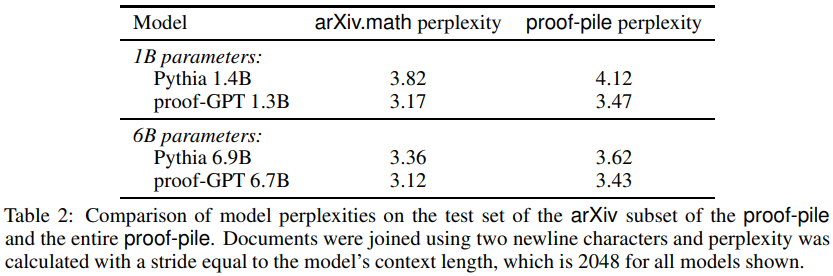 Model arXiv.math perplexity proof-pile perplexity
1B parameters:
Pythia 1.4B 3.82 4.12
proof-GPT 1.3B 3.17 3.47
6B parameters:
Pythia 6.9B 3.36 3.62
proof-GPT 6.7B 3.12 3.43
Table 2: Comparison of model perplexities on the test set of the arXiv subset of the proof-pile
and the entire proof-pile. Documents were joined using two newline characters and perplexity was
calculated with a stride equal to the model's context length, which is 2048 for all models shown.